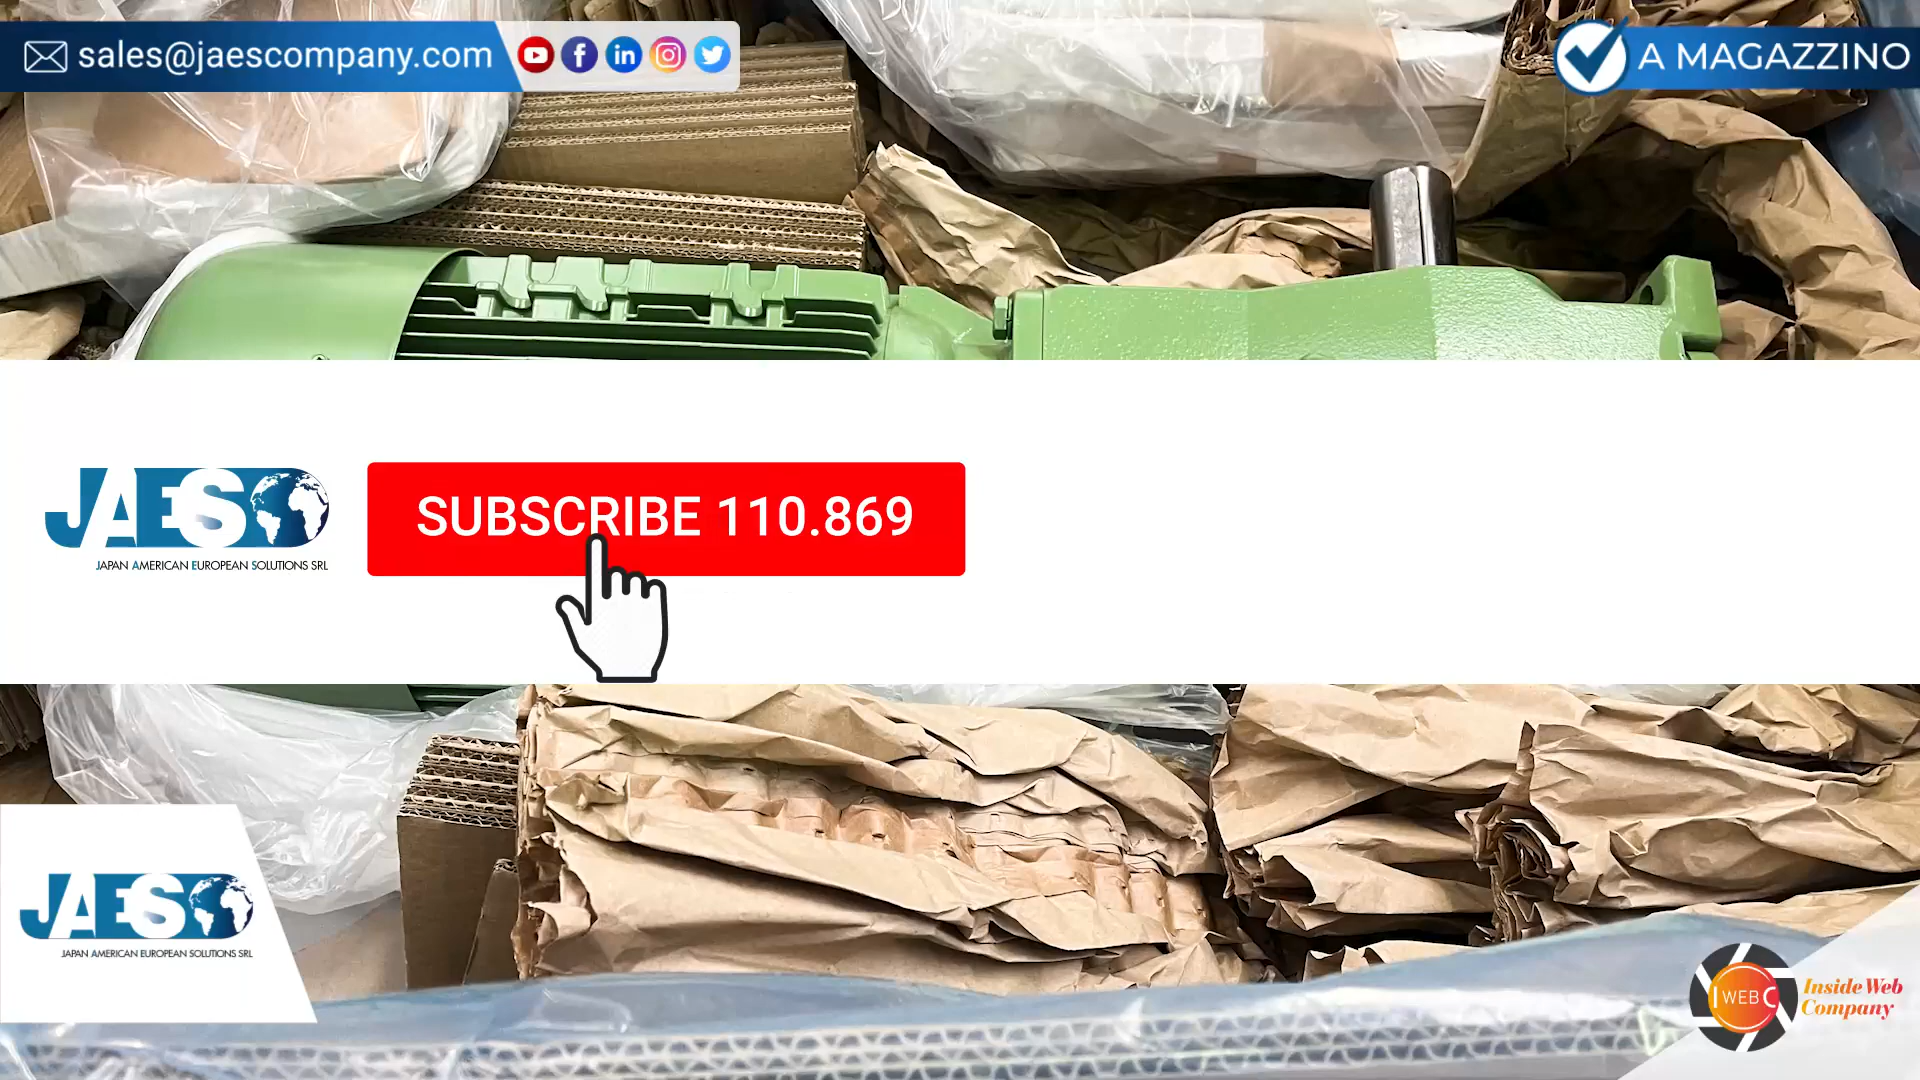 sales@jaescompany.com
A MAGAZZINO
JAES
JAPAN AMERICAN EUROPEAN SOLUTIONS SRL
SUBSCRIBE 110.869
JAES
JAPAN AMERICAN EUROPEAN SOLUTIONS SRL
I WEB C
Inside Web
Company